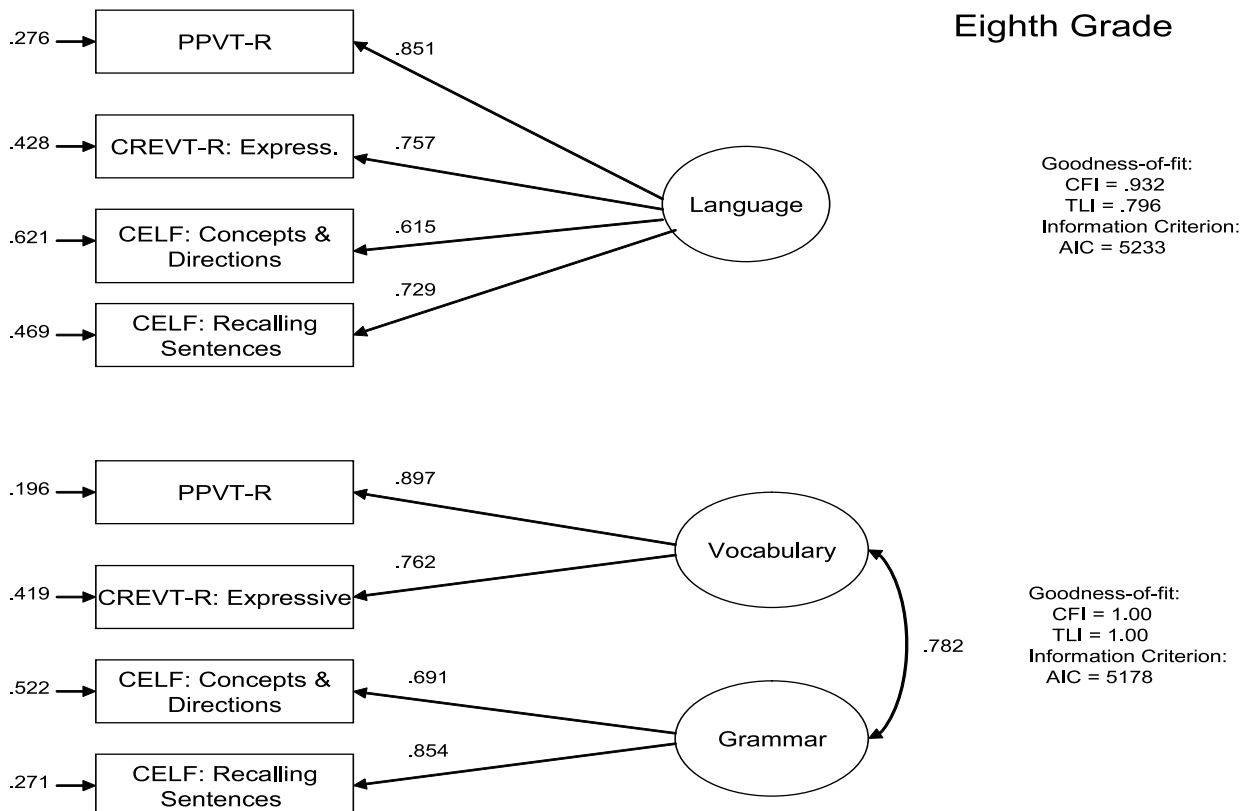 Eighth Grade
.276
PPVT-R
.851
.428
CREVT-R: Express.
.757
.621
CELF: Concepts &
Directions
.615
.469
CELF: Recalling
Sentences
.729
Language
Goodness-of-fit:
CFI = .932
TLI = .796
Information Criterion:
AIC = 5233
.196
PPVT-R
.897
.419
CREVT-R: Expressive
.762
.522
CELF: Concepts &
Directions
.691
.271
CELF: Recalling
Sentences
.854
Vocabulary
Grammar
.782
Goodness-of-fit:
CFI = 1.00
TLI = 1.00
Information Criterion:
AIC = 5178